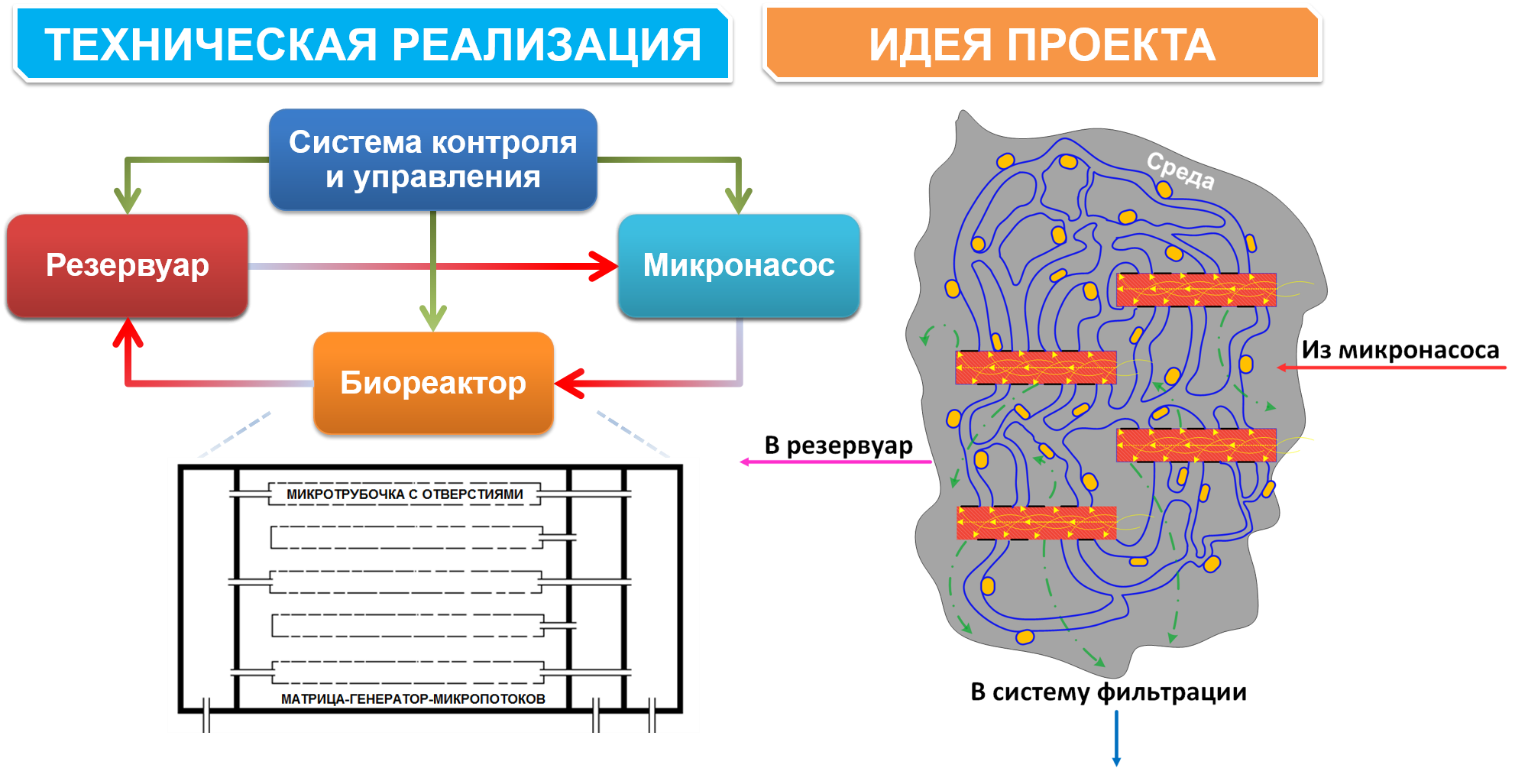 ТЕХНИЧЕСКАЯ РЕАЛИЗАЦИЯ
Система контроля
и управления
Резервуар
Микронасос
Биореактор
МИКРОТРУБОЧКА С ОТВЕРСТИЯМИ
МАТРИЦА-ГЕНЕРАТОР-МИКРОПОТОКОВ
ИДЕЯ ПРОЕКТА
Среда
Из микронасоса
В резервуар
В систему фильтрации